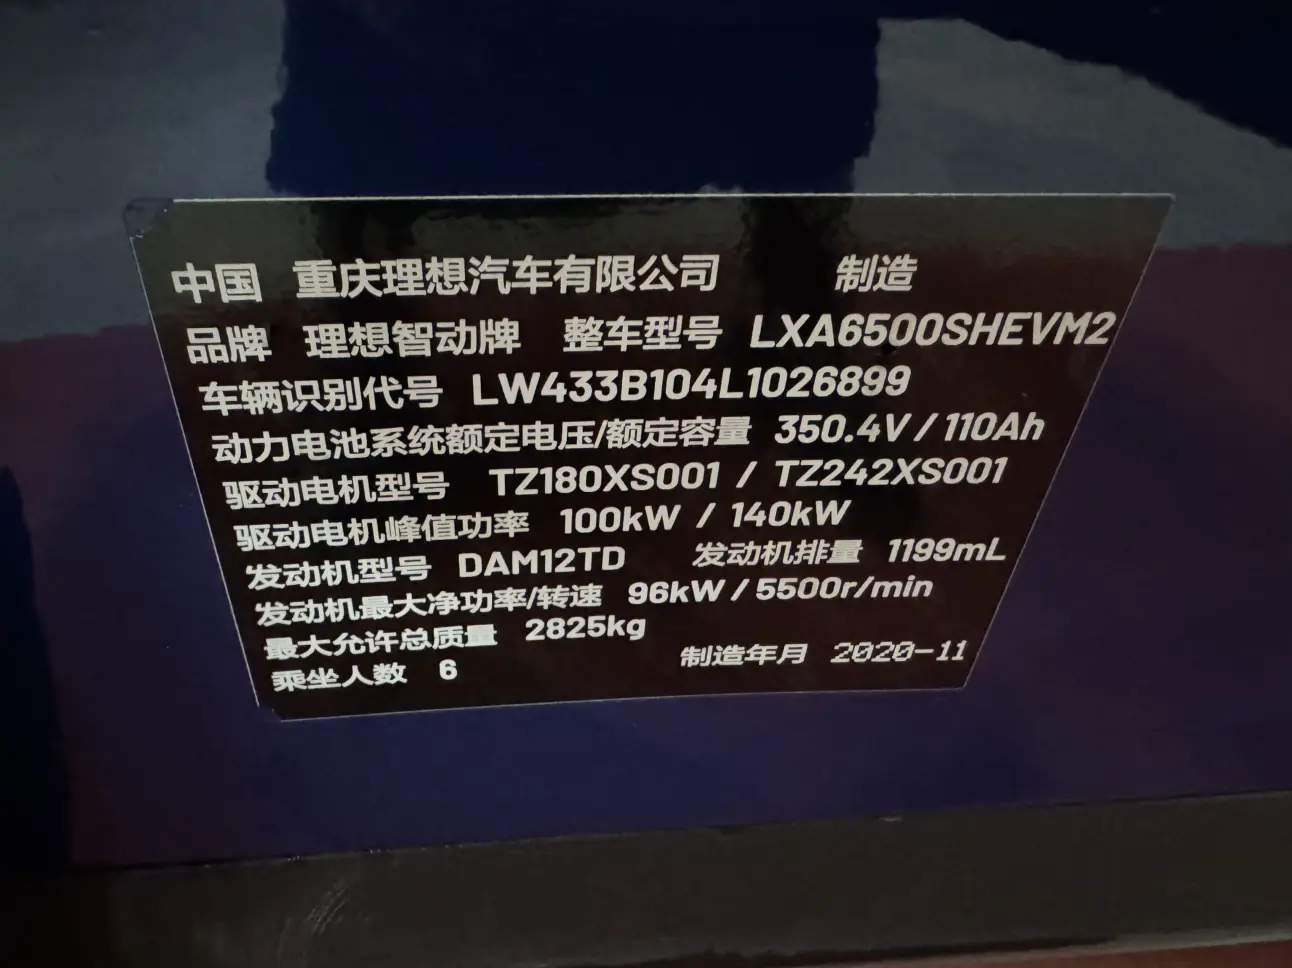 中国 重庆理想汽车有限公司 制造
品牌 理想智动牌 整车型号 LXA6500SHEVM2
车辆识别代号 LW433B104L1026899
动力电池系统额定电压/额定容量 350.4V / 110Ah
驱动电机型号 TZ180XS001 / TZ242XS001
驱动电机峰值功率 100kW / 140kW
发动机型号 DAM12TD 发动机排量 1199mL
发动机最大净功率/转速 96kW / 5500r/min
最大允许总质量 2825kg
乘坐人数 6 制造年月 2020-11